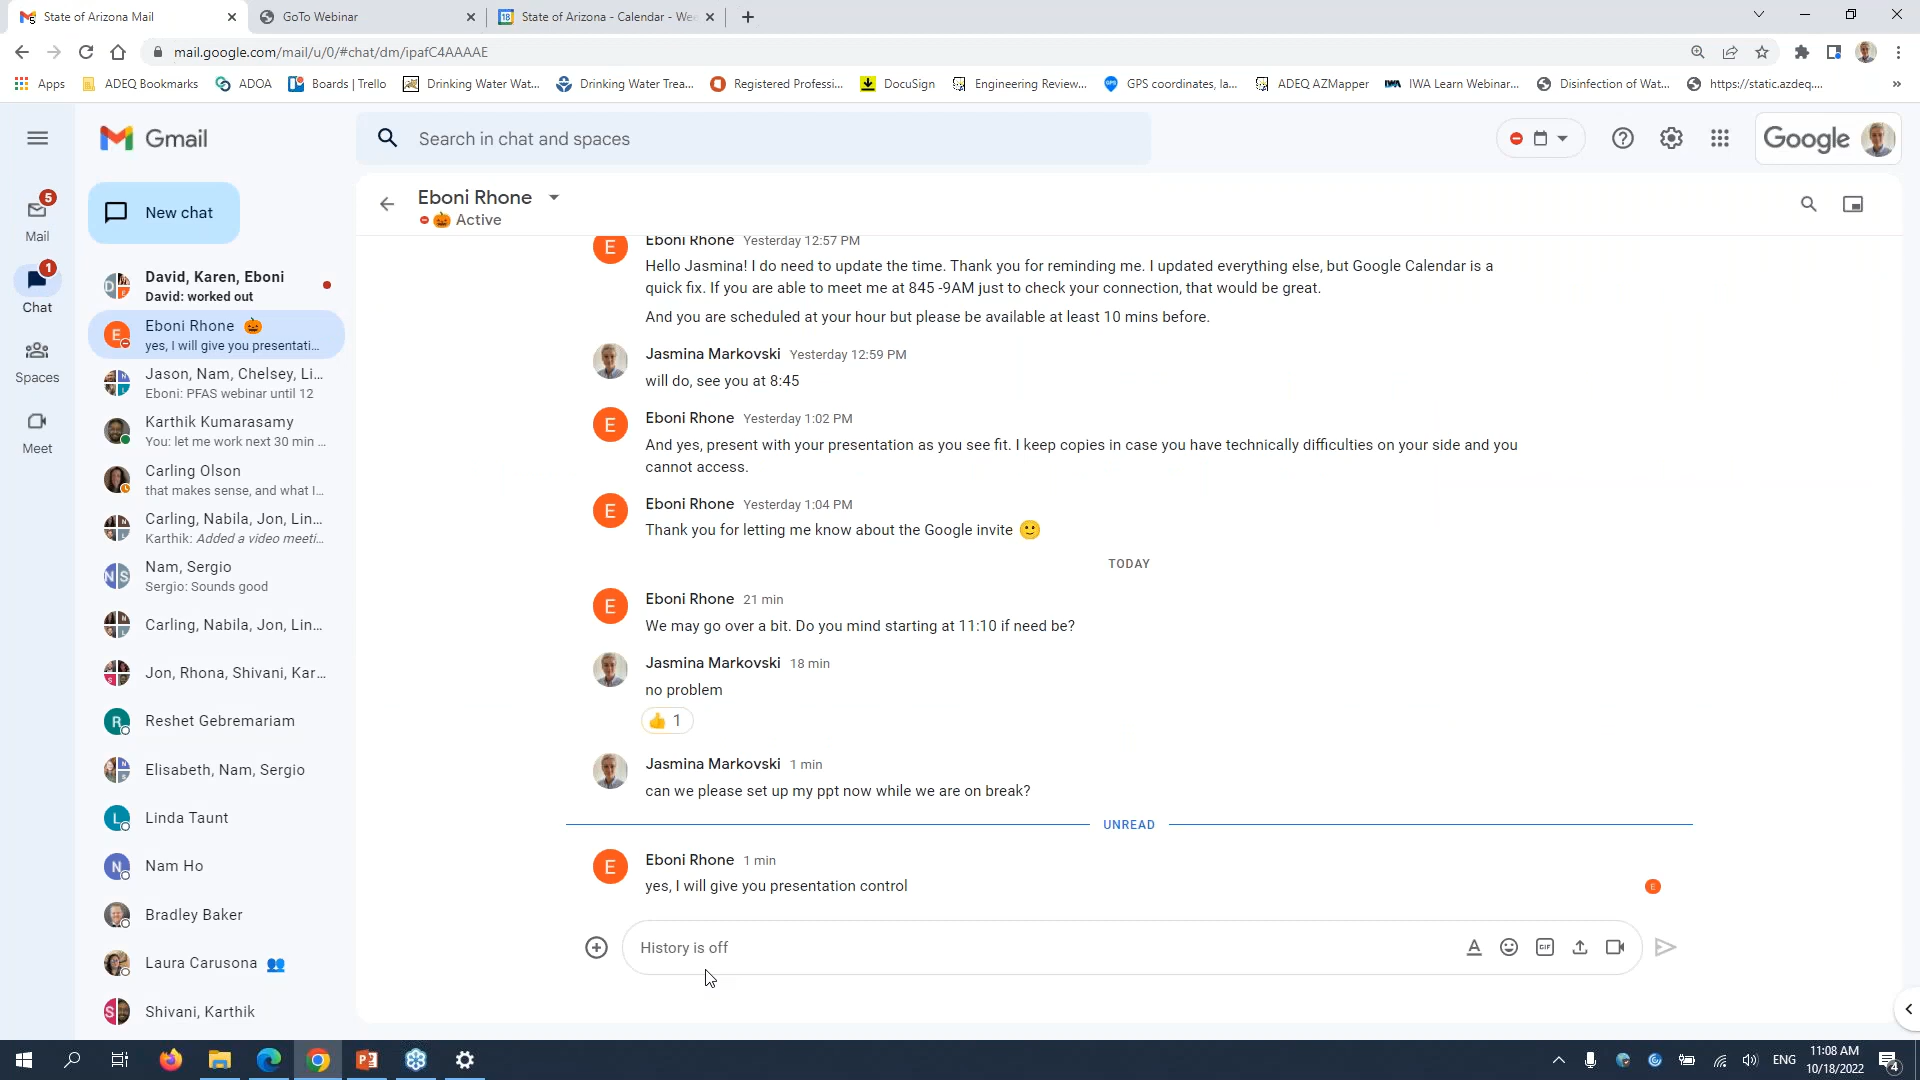 State of Arizona Mail
GoTo Webinar
18
State of Arizona - Calendar - We
mail.google.com/mail/u/0/#chat/dm/ipafC4AAAAE
Apps
ADEQ Bookmarks
ADOA
Boards | Trello
Drinking Water Wat...
Drinking Water Trea...
Registered Professi...
DocuSign
Engineering Review...
GPS coordinates, la...
ADEQ AZMapper
IWA
IWA Learn Webinar...
Disinfection of Wat...
https://static.azdeq....
»
Gmail
Search in chat and spaces
Google
5
Mail
1
Chat
Spaces
Meet
New chat
David, Karen, Eboni
David: worked out
E
Eboni Rhone 🎃
yes, I will give you presentati...
Jason, Nam, Chelsey, Li...
Eboni: PFAS webinar until 12
Karthik Kumarasamy
You: let me work next 30 min ...
Carling Olson
that makes sense, and what I...
Carling, Nabila, Jon, Lin...
Karthik: Added a video meeti...
NS
Nam, Sergio
Sergio: Sounds good
Carling, Nabila, Jon, Lin...
Jon, Rhona, Shivani, Kar...
R
Reshet Gebremariam
Elisabeth, Nam, Sergio
L
Linda Taunt
N
Nam Ho
Bradley Baker
Laura Carusona 👥
S
Shivani, Karthik
Eboni Rhone
🎃 Active
E
Eboni Rhone Yesterday 12:57 PM
Hello Jasmina! I do need to update the time. Thank you for reminding me. I updated everything else, but Google Calendar is a
quick fix. If you are able to meet me at 845 -9AM just to check your connection, that would be great.
And you are scheduled at your hour but please be available at least 10 mins before.
Jasmina Markovski Yesterday 12:59 PM
will do, see you at 8:45
E
Eboni Rhone Yesterday 1:02 PM
And yes, present with your presentation as you see fit. I keep copies in case you have technically difficulties on your side and you
cannot access.
E
Eboni Rhone Yesterday 1:04 PM
Thank you for letting me know about the Google invite 🙂
TODAY
E
Eboni Rhone 21 min
We may go over a bit. Do you mind starting at 11:10 if need be?
Jasmina Markovski 18 min
no problem
👍 1
Jasmina Markovski 1 min
can we please set up my ppt now while we are on break?
UNREAD
E
Eboni Rhone 1 min
yes, I will give you presentation control
E
History is off
A
GIF
ENG
11:08 AM
10/18/2022
4